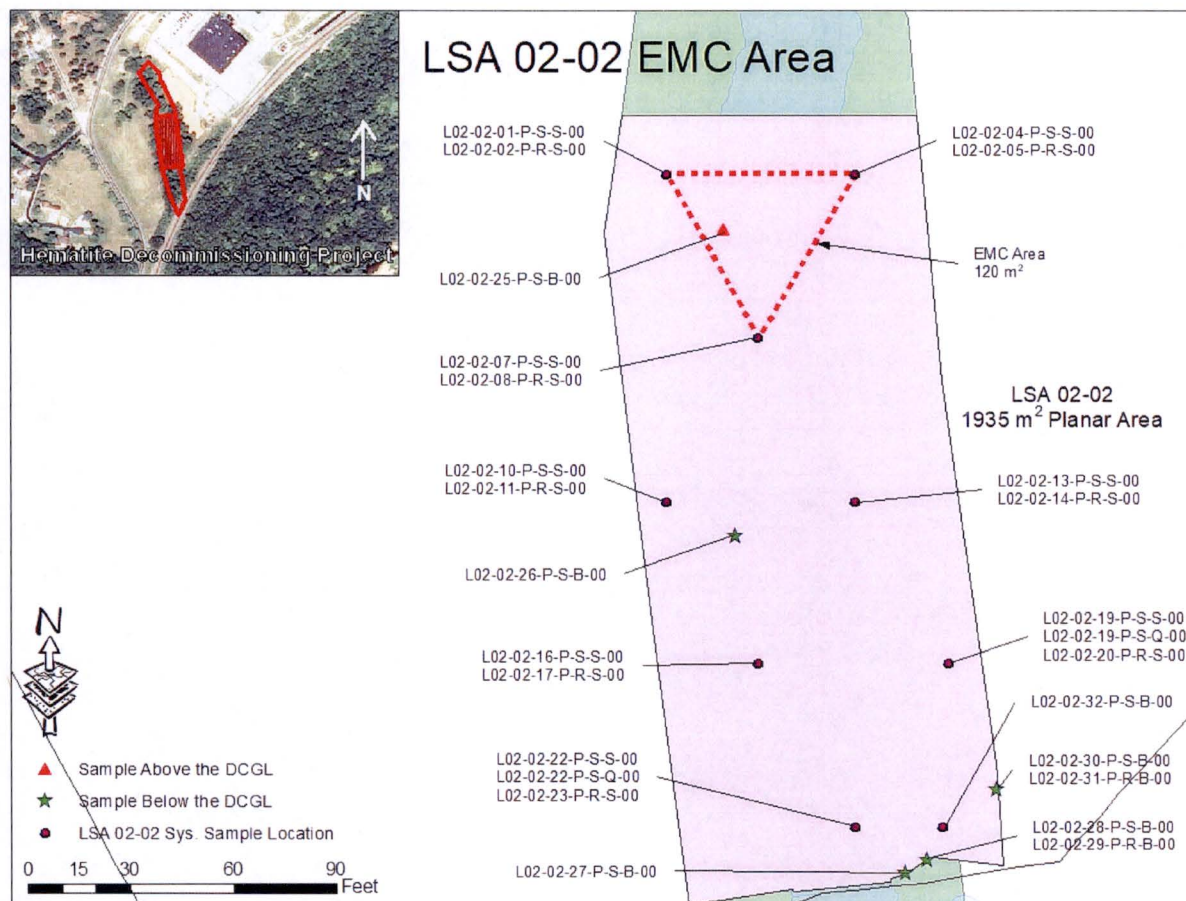 LSA 02-02 EMC Area
N
Hematite Decommissioning Project
L02-02-01-P-S-S-00
L02-02-02-P-R-S-00
L02-02-04-P-S-S-00
L02-02-05-P-R-S-00
L02-02-25-P-S-B-00
EMC Area
120 m²
L02-02-07-P-S-S-00
L02-02-08-P-R-S-00
LSA 02-02
1935 m² Planar Area
L02-02-10-P-S-S-00
L02-02-11-P-R-S-00
L02-02-13-P-S-S-00
L02-02-14-P-R-S-00
L02-02-26-P-S-B-00
L02-02-19-P-S-S-00
L02-02-19-P-S-Q-00
L02-02-20-P-R-S-00
L02-02-16-P-S-S-00
L02-02-17-P-R-S-00
L02-02-32-P-S-B-00
L02-02-22-P-S-S-00
L02-02-22-P-S-Q-00
L02-02-23-P-R-S-00
L02-02-30-P-S-B-00
L02-02-31-P-R-B-00
L02-02-28-P-S-B-00
L02-02-29-P-R-B-00
L02-02-27-P-S-B-00
N
Sample Above the DCGL
Sample Below the DCGL
LSA 02-02 Sys. Sample Location
0 15 30 60 90
Feet